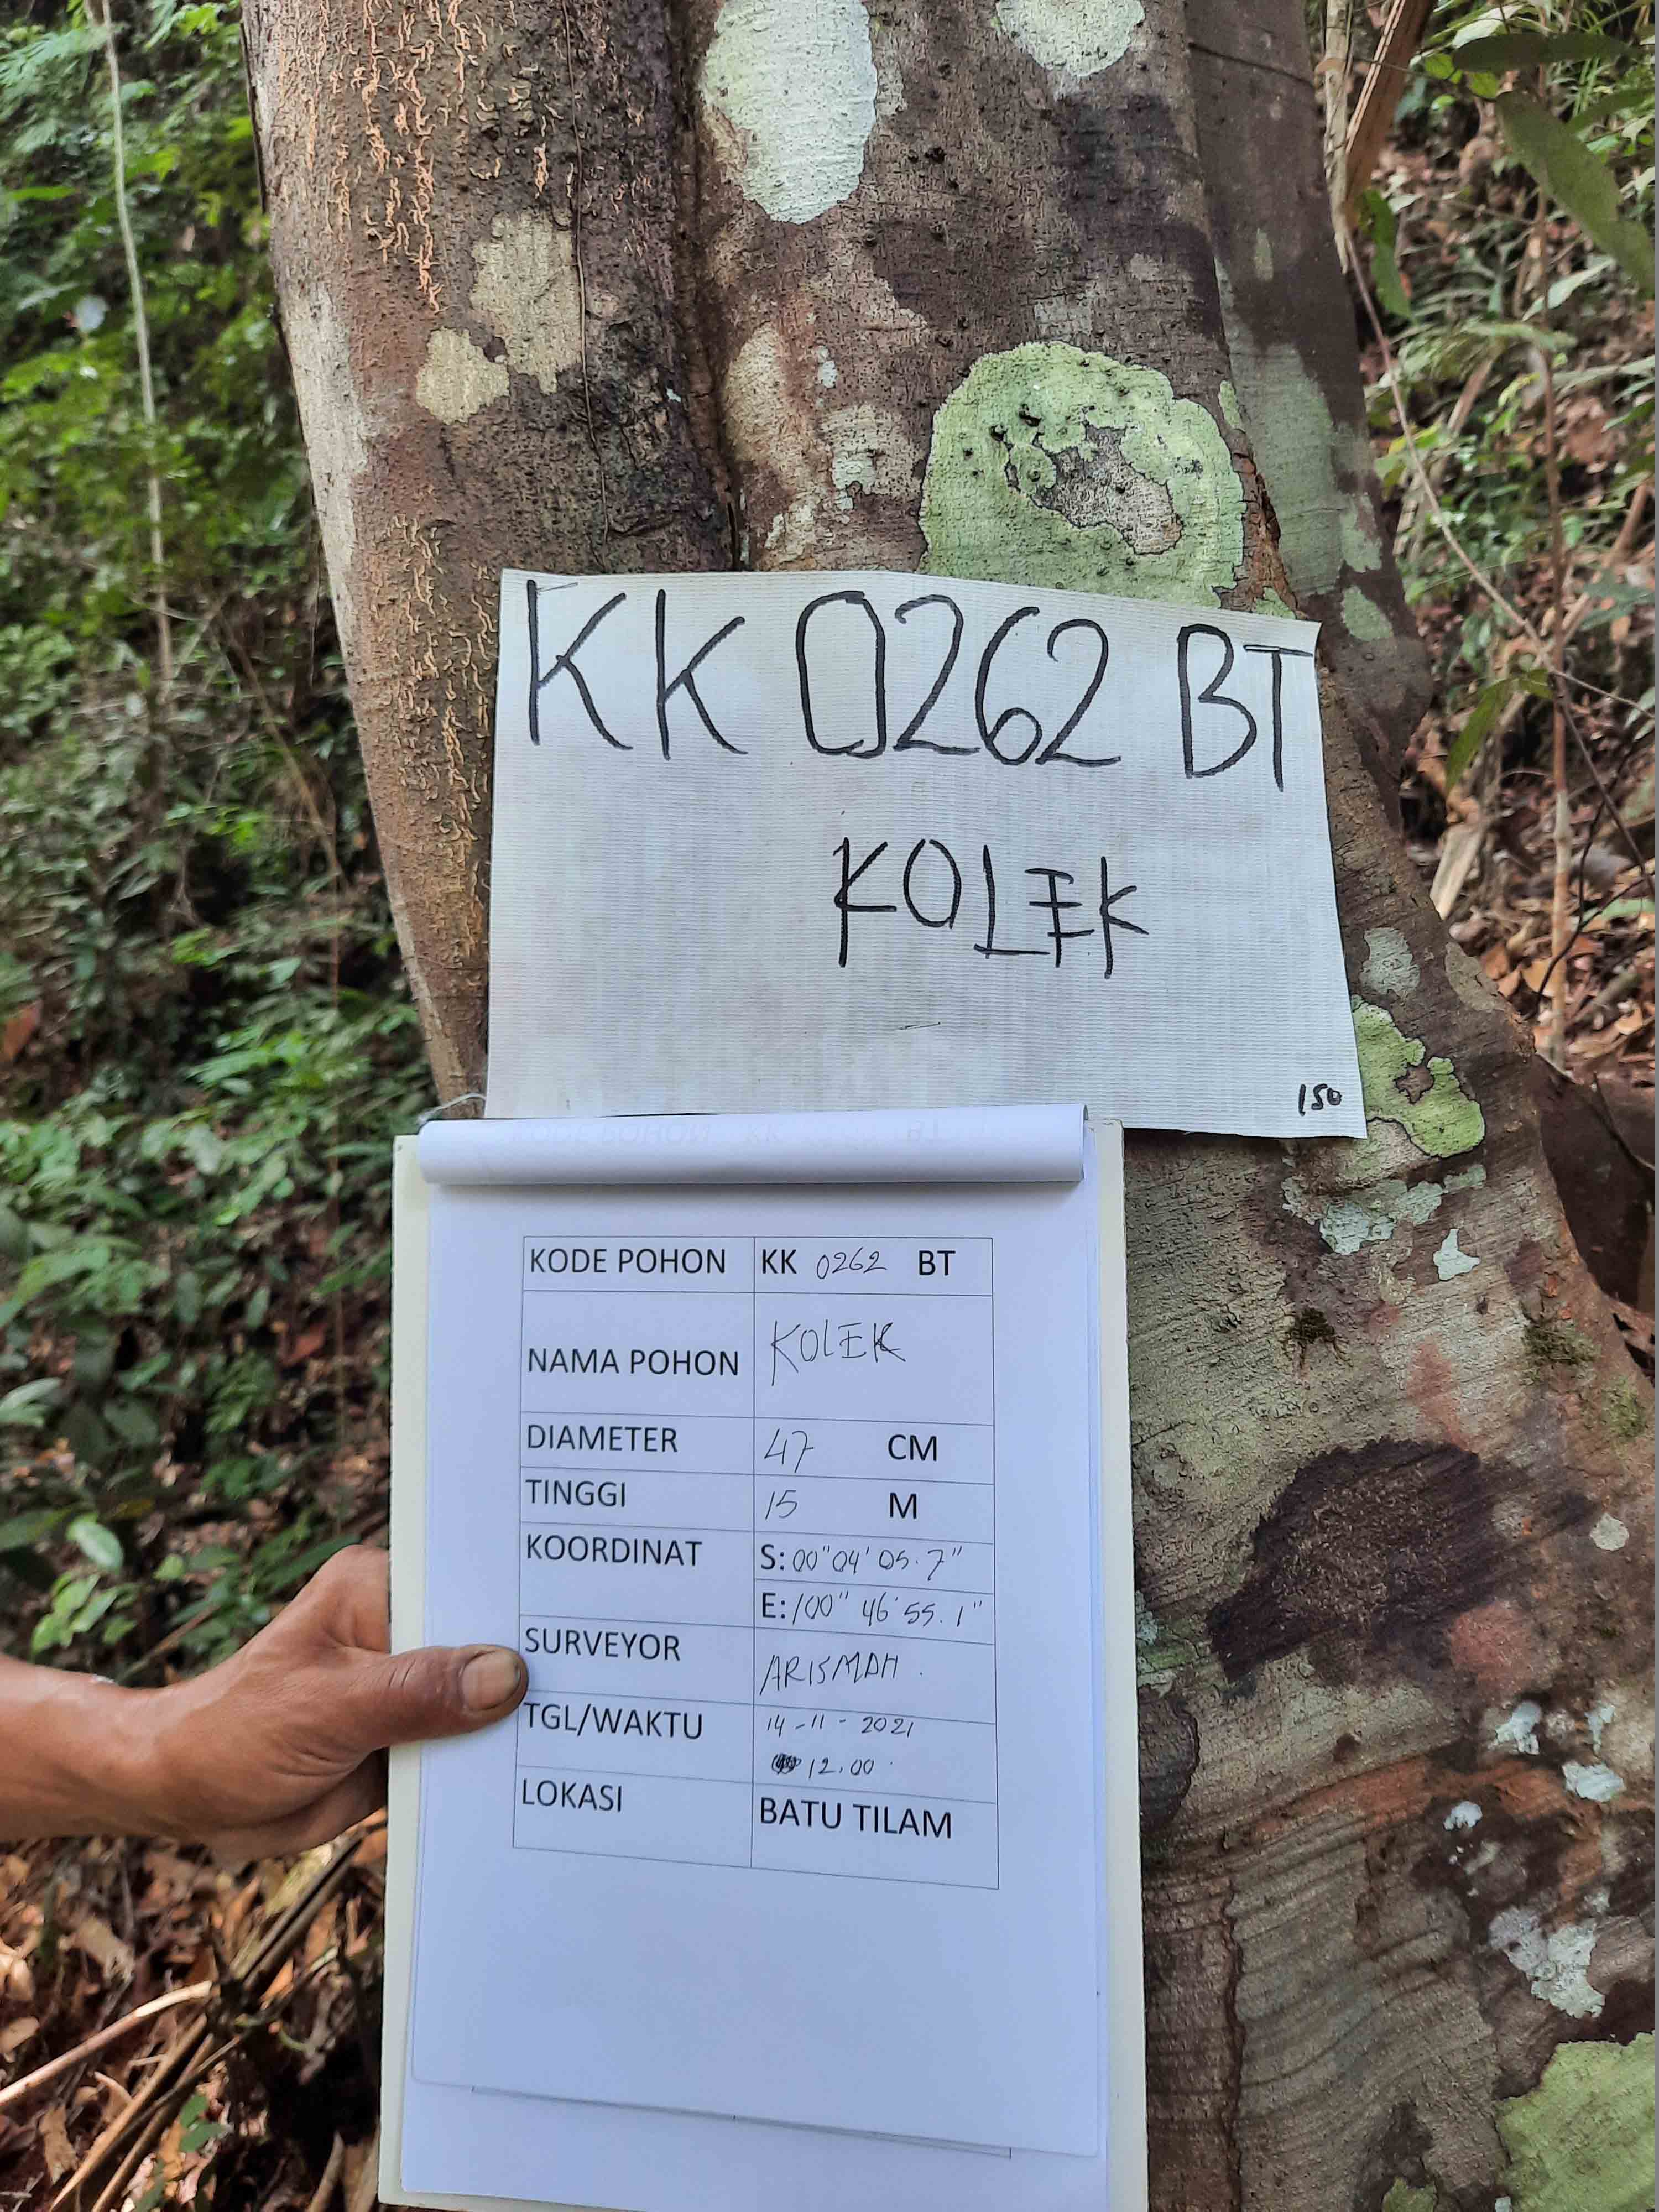 KK 0262 BT
KOLEK
150
KODE POHON KK 0262 BT
NAMA POHON KOLEK
DIAMETER 47 CM
TINGGI 15 M
KOORDINAT S: 00" 04' 05.7"
E: 100" 46' 55.1"
SURVEYOR ARISMAN.
TGL/WAKTU 14-11-2021
12.00
LOKASI BATU TILAM